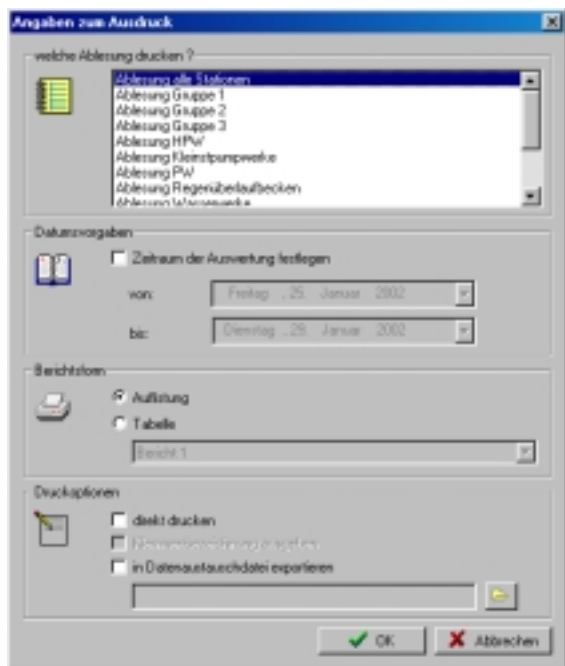 Angaben zum Ausdruck
welche Ablesung drucken ?
Ablesung alle Stationen
Ablesung Gruppe 1
Ablesung Gruppe 2
Ablesung Gruppe 3
Ablesung HPW
Ablesung Kleinstpumpwerke
Ablesung PW
Ablesung Regenüberlaufbecken
Ablesung Wasserwerke
Datumsvorgaben
Zeitraum der Auswertung festlegen
von: Freitag , 25. Januar 2002
bis: Dienstag , 29. Januar 2002
Berichtsform
Auflistung
Tabelle
Bericht 1
Druckoptionen
direkt drucken
in Datenaustauschdatei exportieren
OK Abbrechen